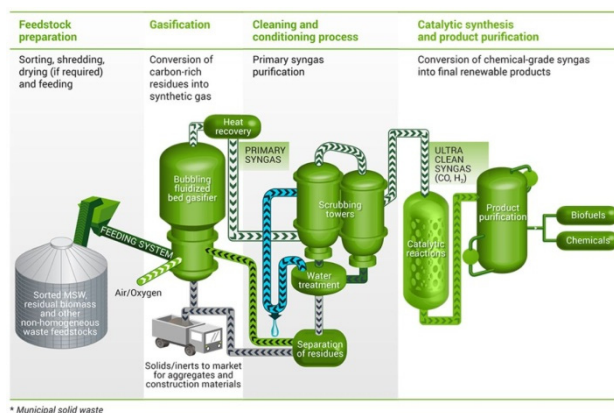 Feedstock
preparation
Gasification
Cleaning and
conditioning process
Catalytic synthesis
and product purification
Sorting, shredding,
drying (if required)
and feeding
Conversion of
carbon-rich
residues into
synthetic gas
Primary syngas
purification
Conversion of chemical-grade syngas
into final renewable products
Heat
recovery
PRIMARY
SYNGAS
ULTRA
CLEAN
SYNGAS
(CO, H₂)
Bubbling
fluidized
bed gasifier
Scrubbing
towers
Product
purification
Biofuels
Chemicals
FEEDING SYSTEM
Catalytic
reactions
Water
treatment
Air/Oxygen
Sorted MSW,
residual biomass
and other
non-homogeneous
waste feedstocks
Separation
of residues
Solids/inerts to market
for aggregates and
construction materials
* Municipal solid waste